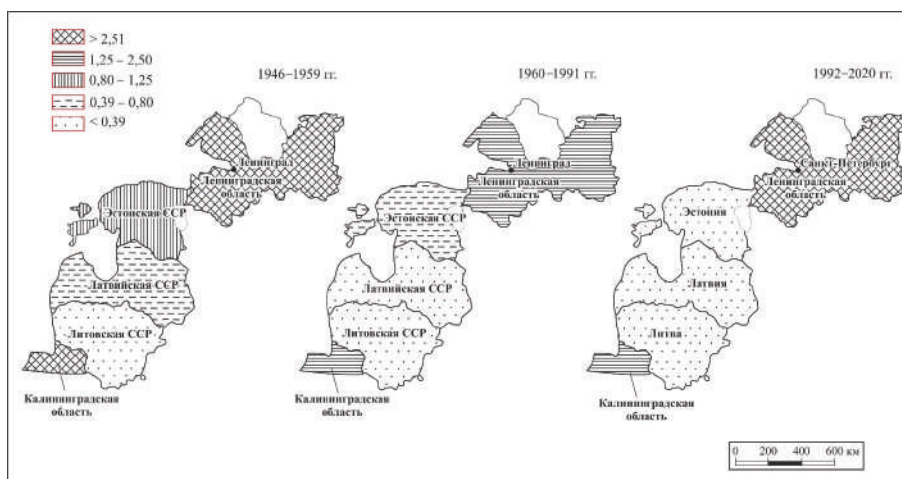 > 2,51
1,25 – 2,50
0,80 – 1,25
0,39 – 0,80
< 0,39
1946–1959 гг.
Ленинград
Ленинградская
область
Эстонская ССР
Латвийская ССР
Литовская ССР
Калининградская
область
1960–1991 гг.
Ленинград
Ленинградская
область
Эстонская ССР
Латвийская ССР
Литовская ССР
Калининградская
область
1992–2020 гг.
Санкт-Петербург
Ленинградская
область
Эстония
Латвия
Литва
Калининградская
область
0 200 400 600 км